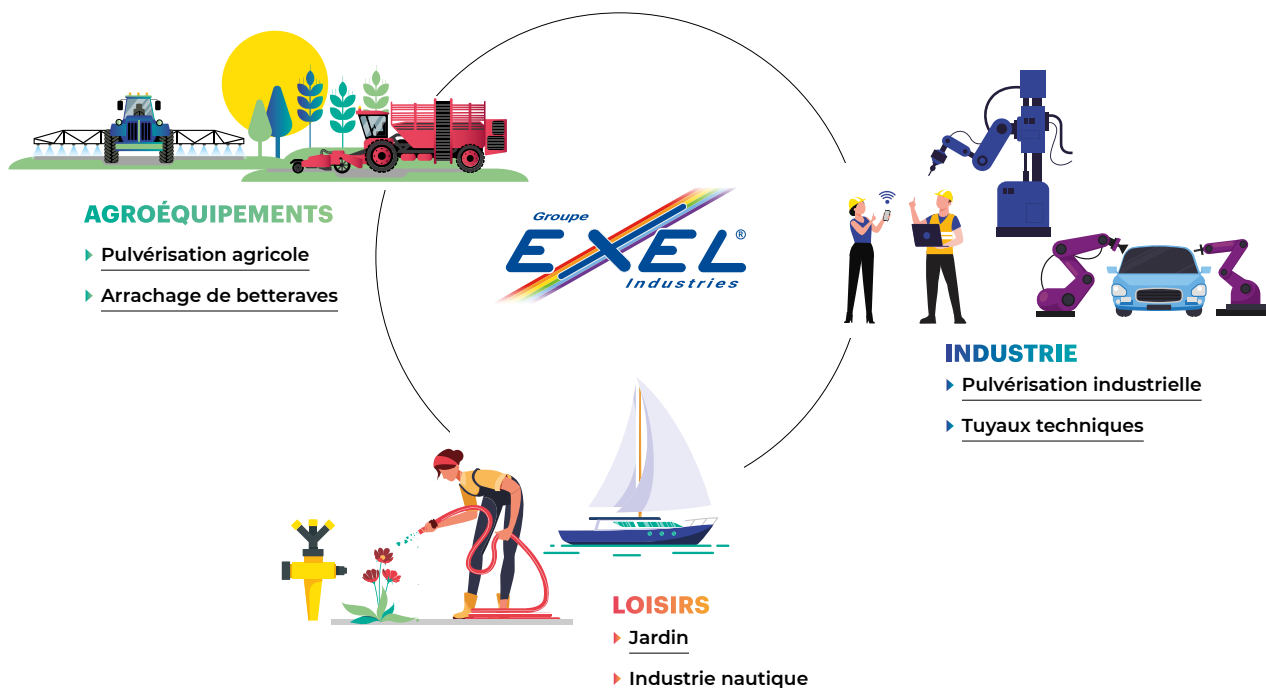 AGROÉQUIPEMENTS
Pulvérisation agricole
Arrachage de betteraves
Groupe
EXEL®
Industries
INDUSTRIE
Pulvérisation industrielle
Tuyaux techniques
LOISIRS
Jardin
Industrie nautique